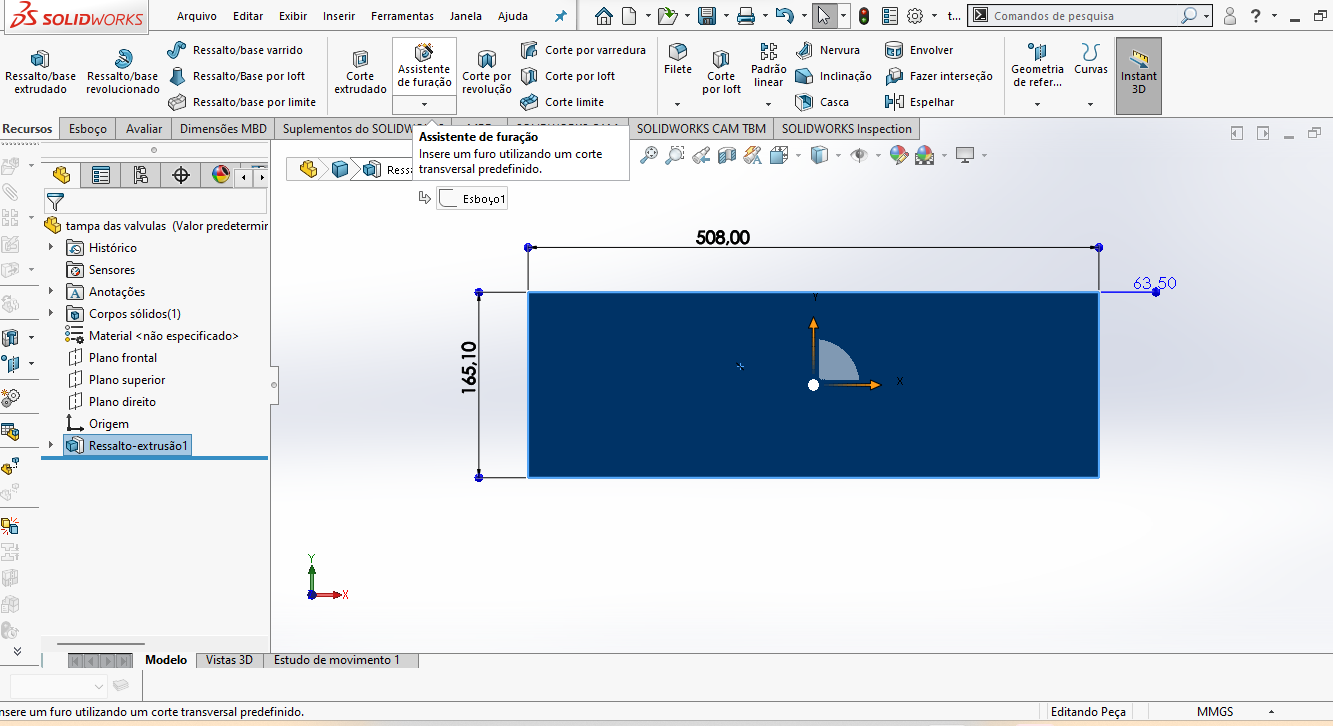 SOLIDWORKS
Arquivo Editar Exibir Inserir Ferramentas Janela Ajuda
t...
Comandos de pesquisa
?
Ressalto/base extrudado
Ressalto/base revolucionado
Ressalto/base varrido
Ressalto/Base por loft
Ressalto/base por limite
Corte extrudado
Assistente de furação
Corte por revolução
Corte por varredura
Corte por loft
Corte limite
Filete
Corte por loft
Padrão linear
Nervura
Inclinação
Casca
Envolver
Fazer interseção
Espelhar
Geometria de refer...
Curvas
Instant 3D
Recursos Esboço Avaliar Dimensões MBD Suplementos do SOLIDW
SOLIDWORKS CAM TBM SOLIDWORKS Inspection
Assistente de furação
Insere um furo utilizando um corte
transversal predefinido.
Ressa
Esboço1
tampa das valvulas (Valor predetermir
Histórico
Sensores
Anotações
Corpos sólidos(1)
Material <não especificado>
Plano frontal
Plano superior
Plano direito
Origem
Ressalto-extrusão1
508,00
63,50
165,10
Y
X
Y
X
Modelo Vistas 3D Estudo de movimento 1
nsere um furo utilizando um corte transversal predefinido.
Editando Peça
MMGS